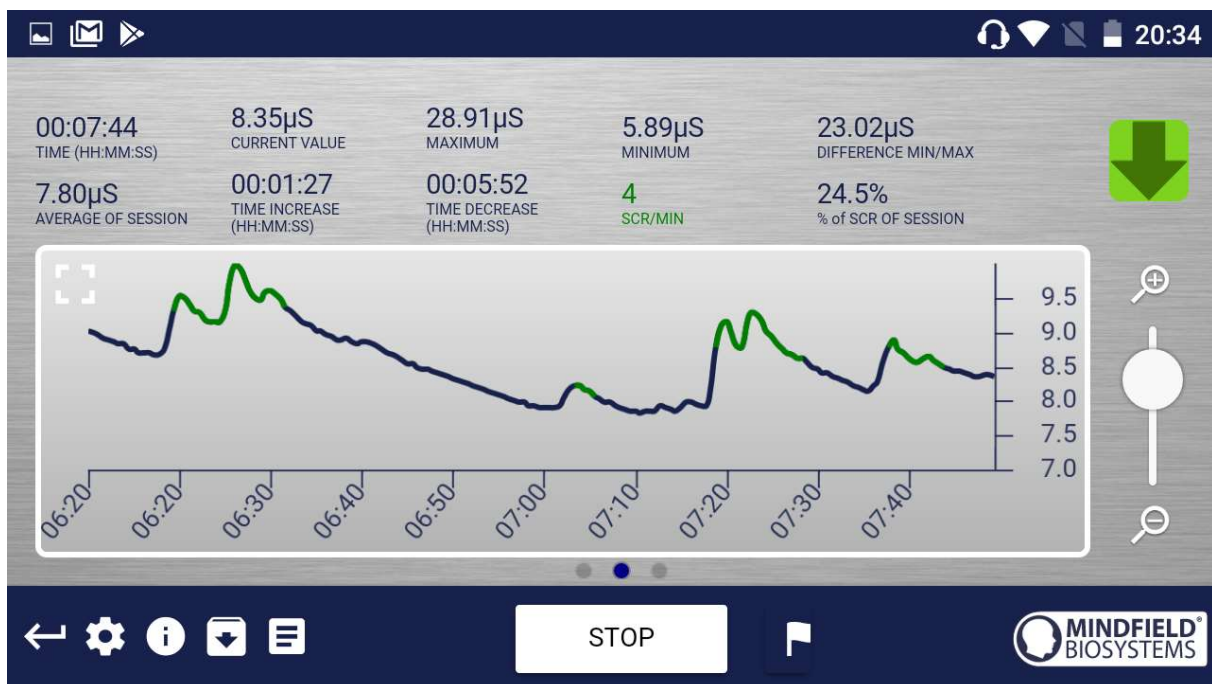 20:34
00:07:44
TIME (HH:MM:SS)
8.35µS
CURRENT VALUE
28.91µS
MAXIMUM
5.89µS
MINIMUM
23.02µS
DIFFERENCE MIN/MAX
7.80µS
AVERAGE OF SESSION
00:01:27
TIME INCREASE
(HH:MM:SS)
00:05:52
TIME DECREASE
(HH:MM:SS)
4
SCR/MIN
24.5%
% of SCR OF SESSION
9.5
9.0
8.5
8.0
7.5
7.0
06:20
06:20
06:30
06:40
06:50
07:00
07:10
07:20
07:30
07:40
STOP
MINDFIELD®
BIOSYSTEMS